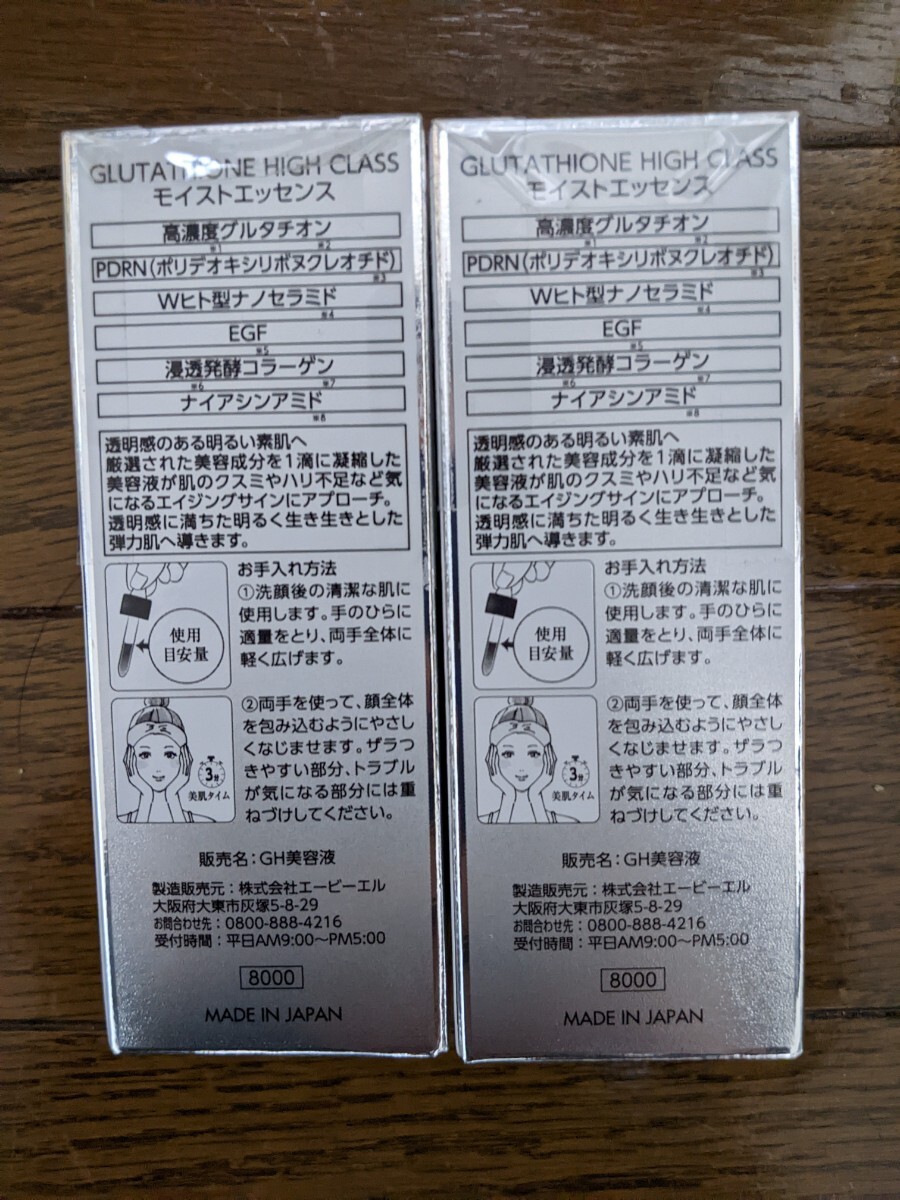 GLUTATHIONE HIGH CLASS
モイストエッセンス
高濃度グルタチオン
※1 ※2
PDRN(ポリデオキシリボヌクレオチド)
※3
Wヒト型ナノセラミド
※4
EGF
※5
浸透発酵コラーゲン
※6 ※7
ナイアシンアミド
※8
透明感のある明るい素肌へ
厳選された美容成分を1滴に凝縮した
美容液が肌のクスミやハリ不足など気
になるエイジングサインにアプローチ。
透明感に満ちた明るく生き生きとした
弾力肌へ導きます。
使用
目安量
お手入れ方法
①洗顔後の清潔な肌に
使用します。手のひらに
適量をとり、両手全体に
軽く広げます。
3分
美肌タイム
②両手を使って、顔全体
を包み込むようにやさし
くなじませます。ザラつ
きやすい部分、トラブル
が気になる部分には重
ねづけしてください。
販売名:GH美容液
製造販売元:株式会社エービーエル
大阪府大東市灰塚5-8-29
お問合わせ先:0800-888-4216
受付時間:平日AM9:00〜PM5:00
8000
MADE IN JAPAN
GLUTATHIONE HIGH CLASS
モイストエッセンス
高濃度グルタチオン
※1 ※2
PDRN(ポリデオキシリボヌクレオチド)
※3
Wヒト型ナノセラミド
※4
EGF
※5
浸透発酵コラーゲン
※6 ※7
ナイアシンアミド
※8
透明感のある明るい素肌へ
厳選された美容成分を1滴に凝縮した
美容液が肌のクスミやハリ不足など気
になるエイジングサインにアプローチ。
透明感に満ちた明るく生き生きとした
弾力肌へ導きます。
使用
目安量
お手入れ方法
①洗顔後の清潔な肌に
使用します。手のひらに
適量をとり、両手全体に
軽く広げます。
3分
美肌タイム
②両手を使って、顔全体
を包み込むようにやさし
くなじませます。ザラつ
きやすい部分、トラブル
が気になる部分には重
ねづけしてください。
販売名:GH美容液
製造販売元:株式会社エービーエル
大阪府大東市灰塚5-8-29
お問合わせ先:0800-888-4216
受付時間:平日AM9:00〜PM5:00
8000
MADE IN JAPAN